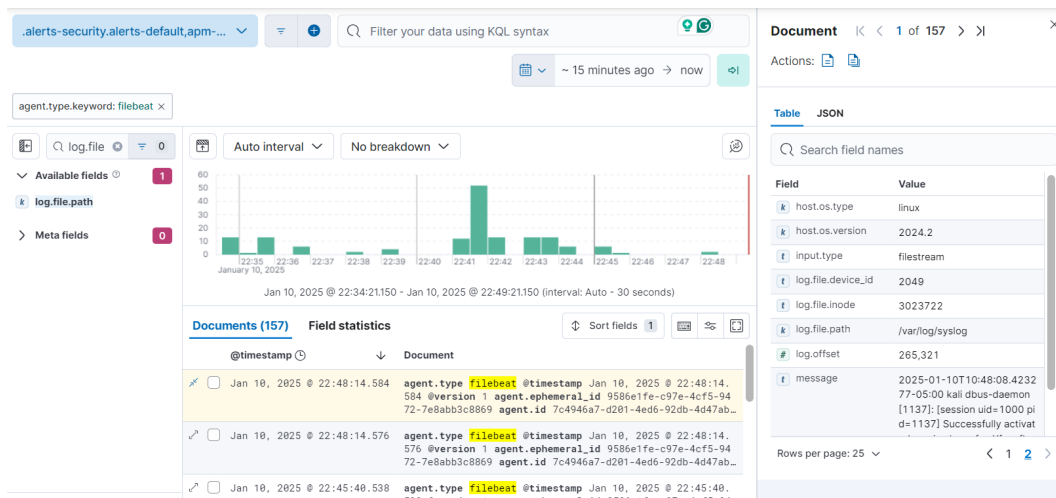 .alerts-security.alerts-default,apm-...
Filter your data using KQL syntax
~ 15 minutes ago → now
agent.type.keyword: filebeat ×
log.file
0
Available fields
1
k log.file.path
Meta fields
0
Auto interval
No breakdown
60
50
40
30
20
10
0
22:35 22:36 22:37 22:38 22:39 22:40 22:41 22:42 22:43 22:44 22:45 22:46 22:47 22:48
January 10, 2025
Jan 10, 2025 @ 22:34:21.150 - Jan 10, 2025 @ 22:49:21.150 (interval: Auto - 30 seconds)
Documents (157) Field statistics
Sort fields 1
@timestamp ↓ Document
Jan 10, 2025 @ 22:48:14.584 agent.type filebeat @timestamp Jan 10, 2025 @ 22:48:14.
584 @version 1 agent.ephemeral_id 9586e1fe-c97e-4cf5-94
72-7e8abb3c8869 agent.id 7c4946a7-d201-4ed6-92db-4d47ab…
Jan 10, 2025 @ 22:48:14.576 agent.type filebeat @timestamp Jan 10, 2025 @ 22:48:14.
576 @version 1 agent.ephemeral_id 9586e1fe-c97e-4cf5-94
72-7e8abb3c8869 agent.id 7c4946a7-d201-4ed6-92db-4d47ab…
Jan 10, 2025 @ 22:45:40.538 agent.type filebeat @timestamp Jan 10, 2025 @ 22:45:40.
Document
1 of 157
Actions:
Table JSON
Search field names
Field Value
k host.os.type linux
k host.os.version 2024.2
t input.type filestream
t log.file.device_id 2049
t log.file.inode 3023722
k log.file.path /var/log/syslog
# log.offset 265,321
t message 2025-01-10T10:48:08.4232
77-05:00 kali dbus-daemon
[1137]: [session uid=1000 pi
d=1137] Successfully activat
Rows per page: 25
1 2